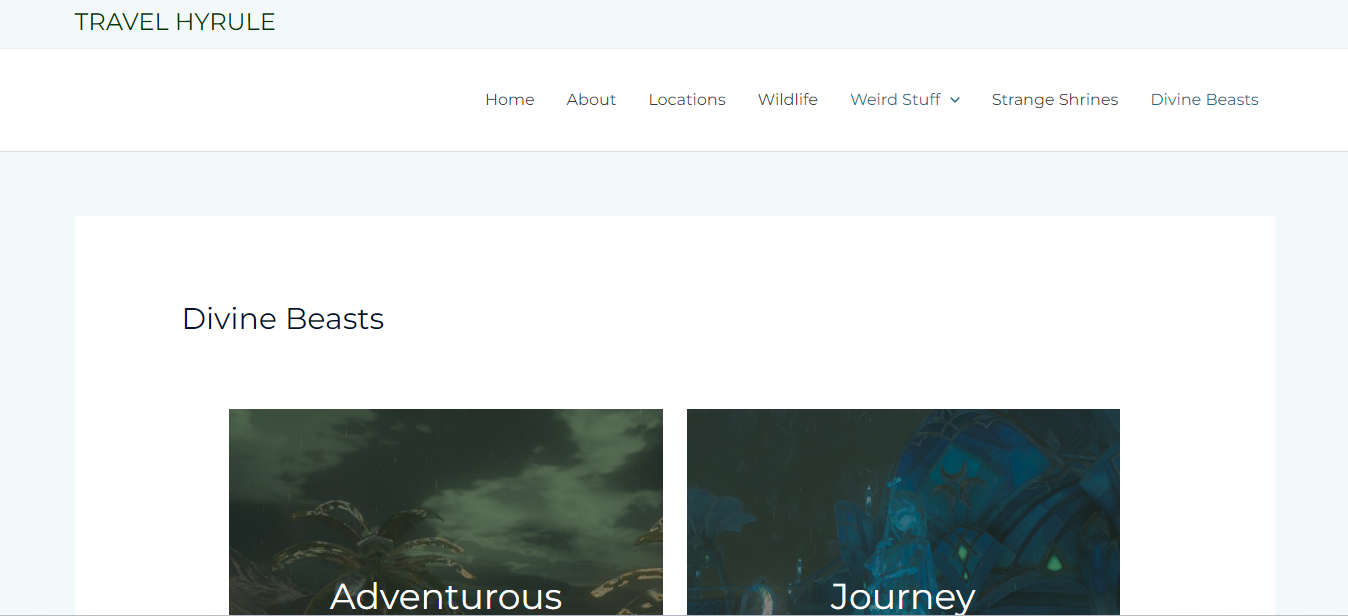 TRAVEL HYRULE
Home About Locations Wildlife Weird Stuff Strange Shrines Divine Beasts
Divine Beasts
Adventurous
Journey